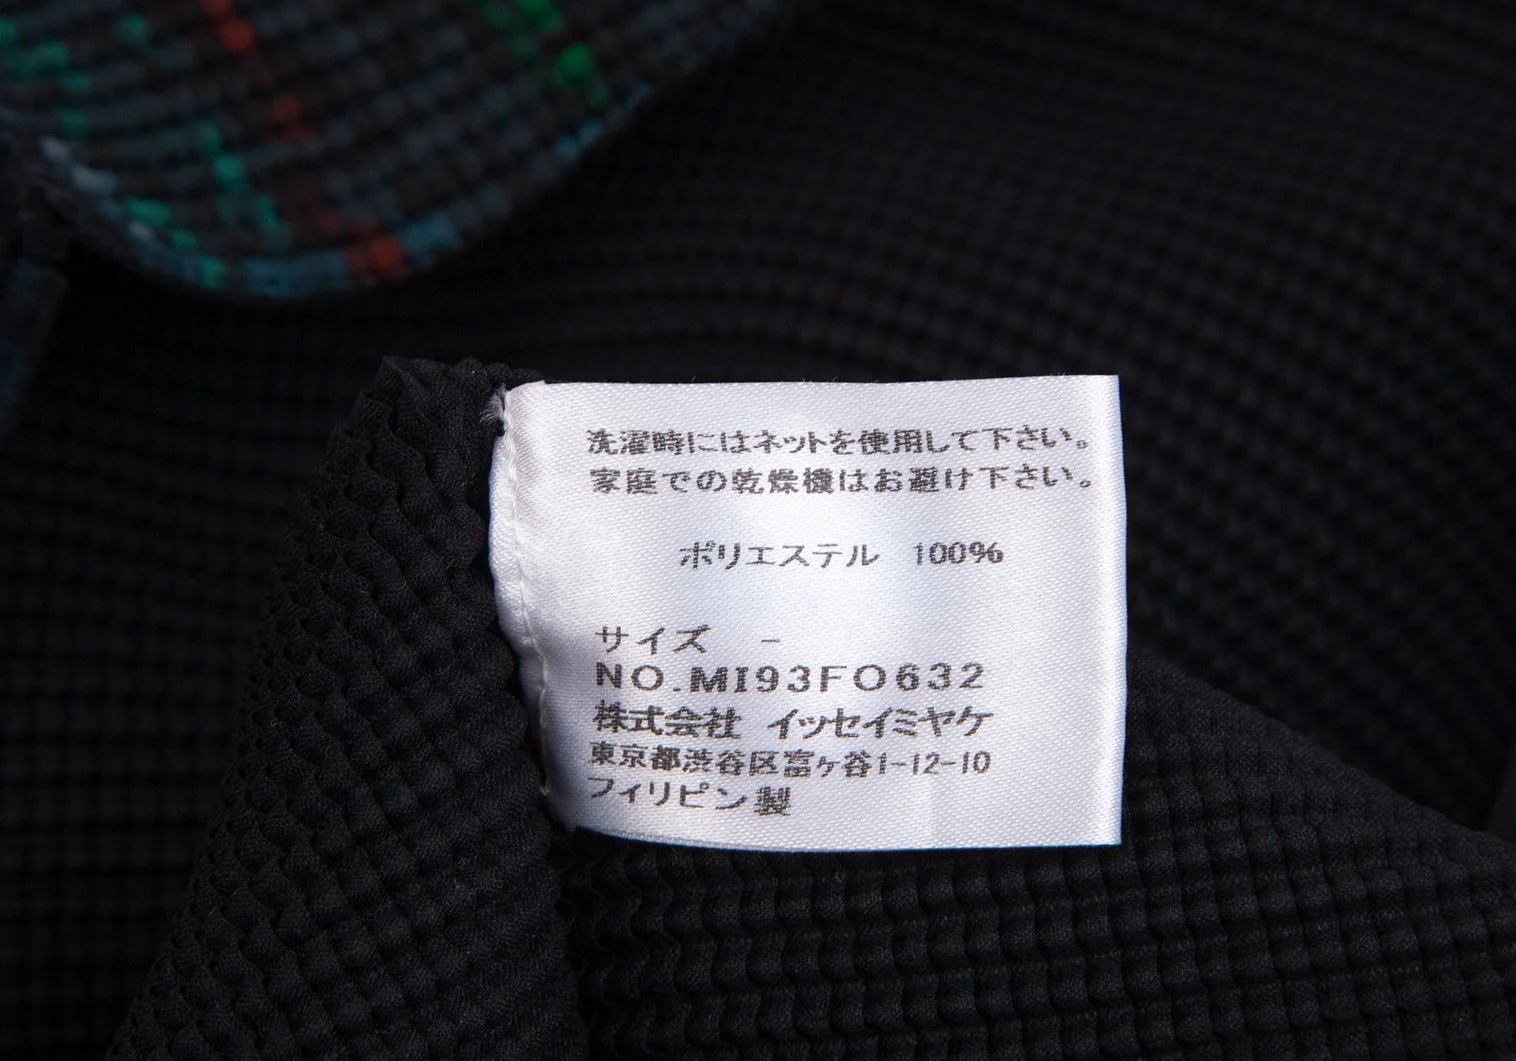 洗濯時にはネットを使用して下さい。
家庭での乾燥機はお避け下さい。
ポリエステル 100%
サイズ －
NO.MI93FO632
株式会社 イッセイミヤケ
東京都渋谷区富ヶ谷1-12-10
フィリピン製